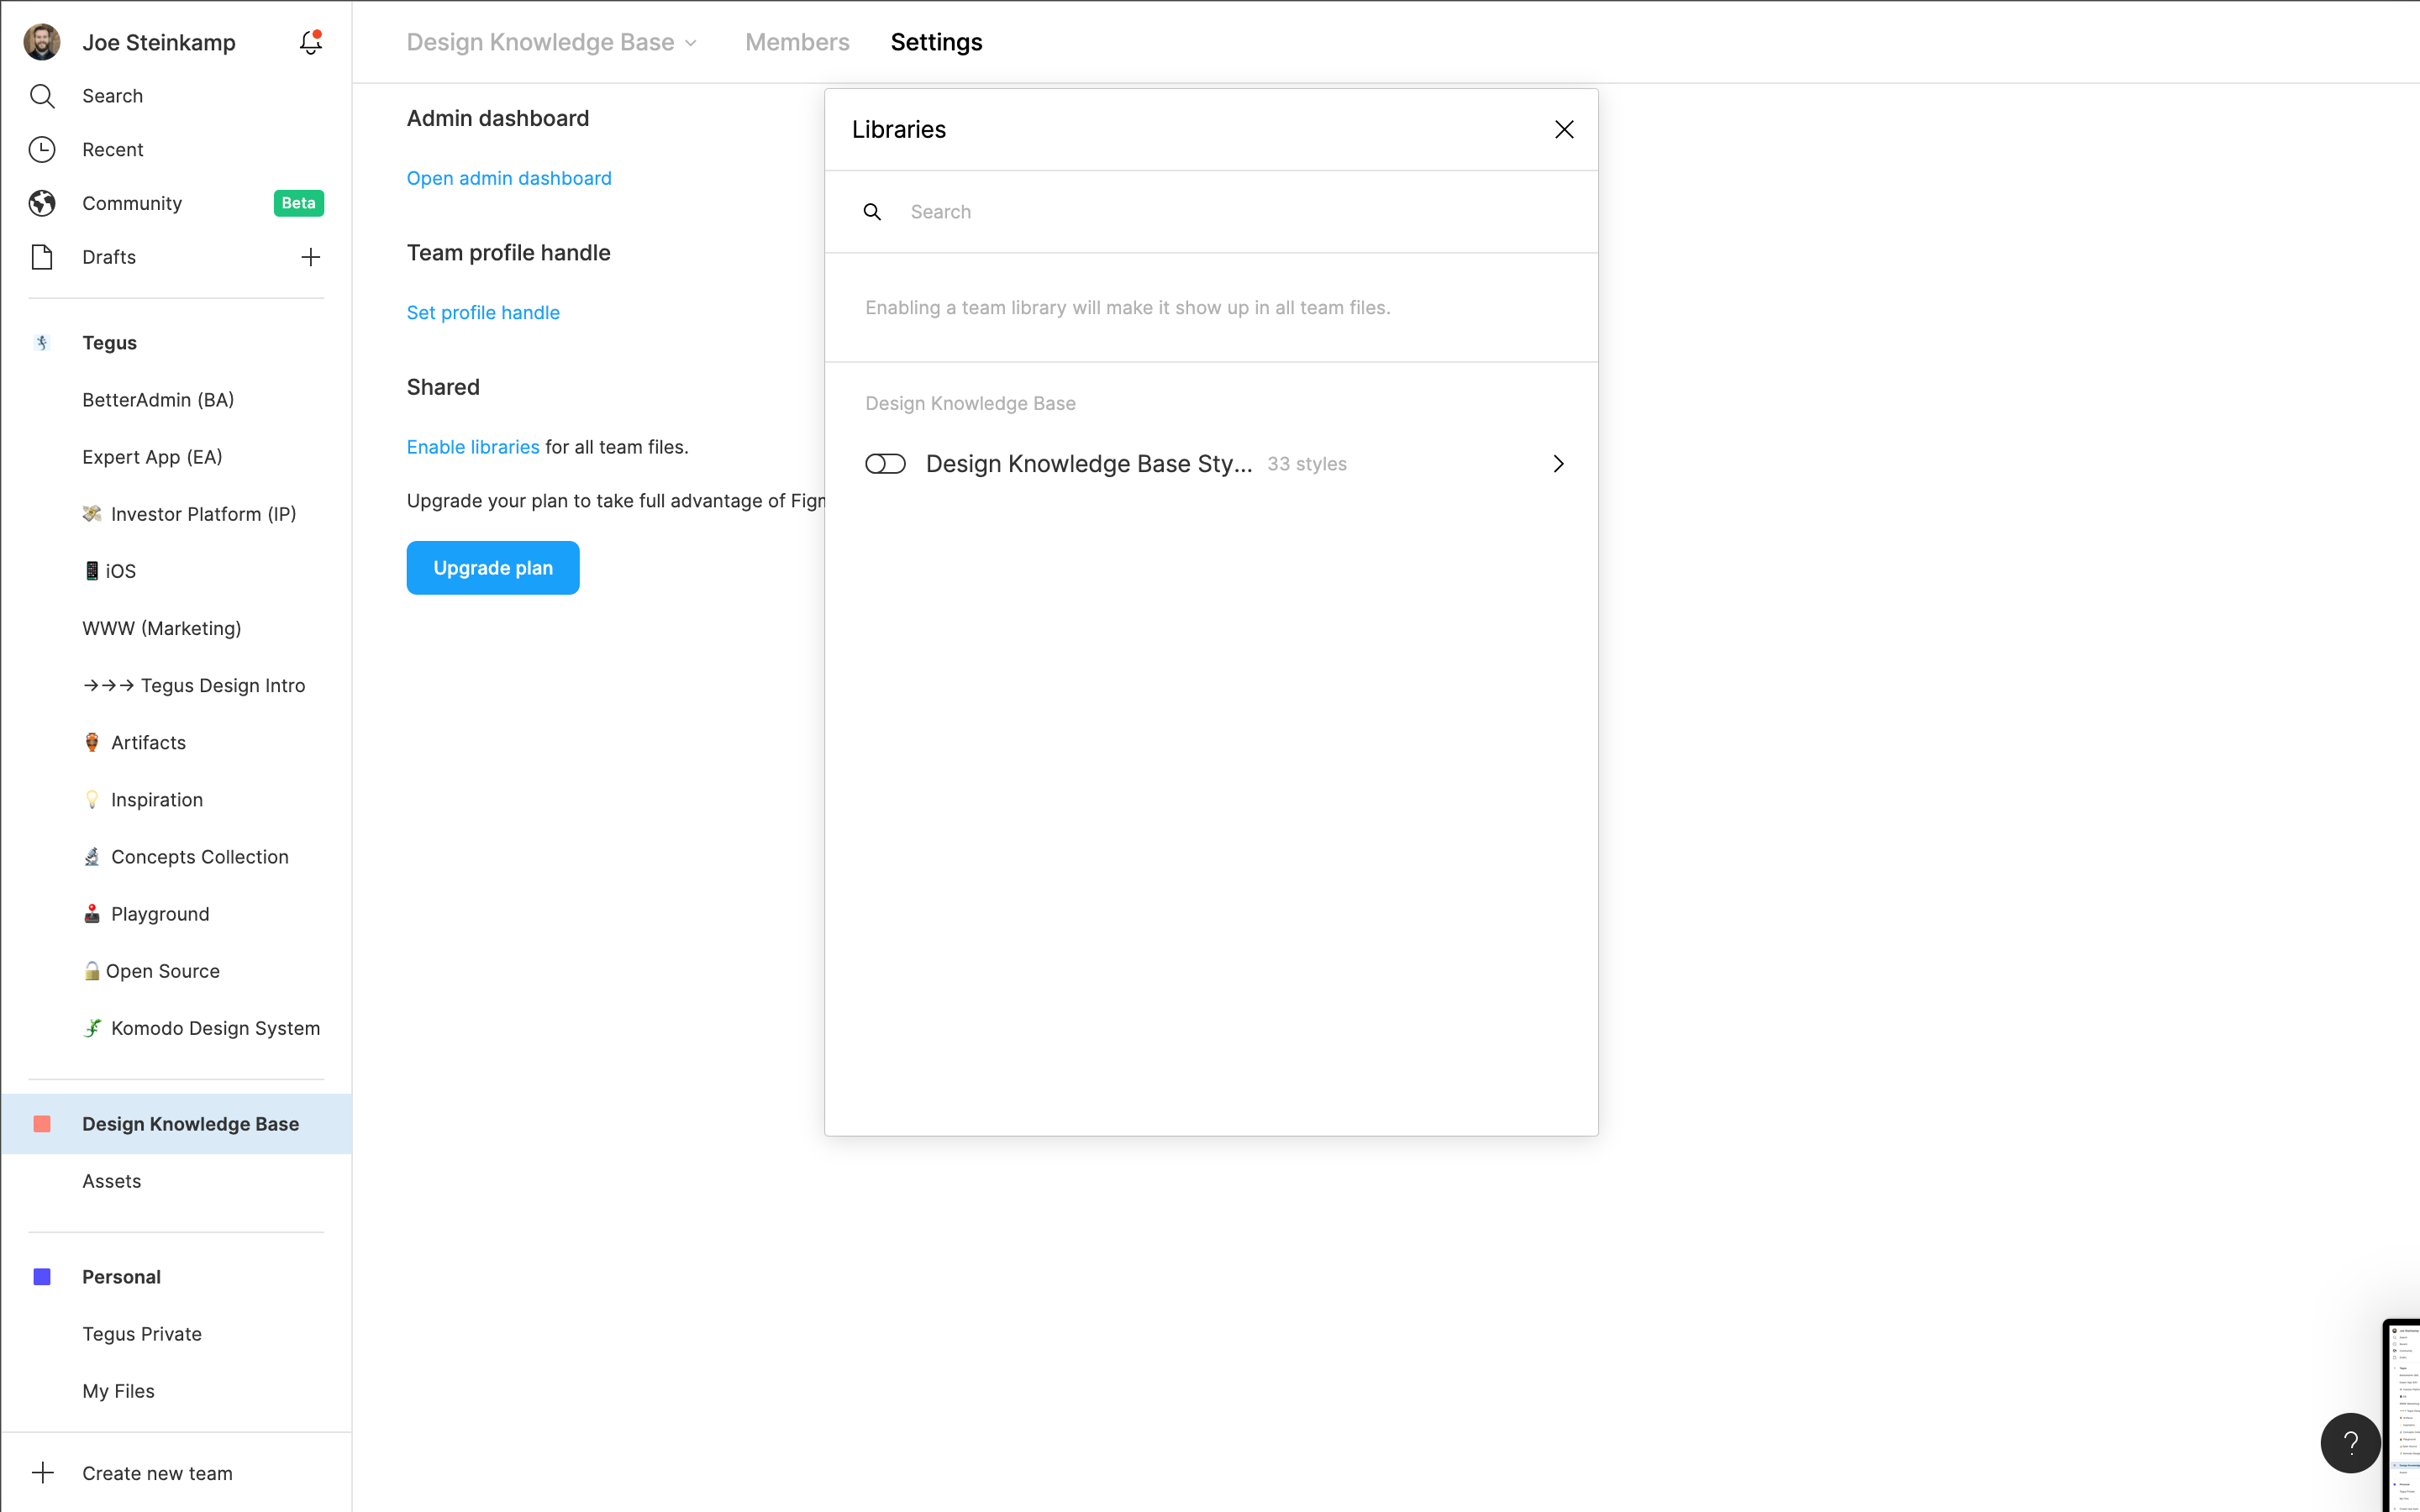 Joe Steinkamp
Search
Recent
Community Beta
Drafts
Tegus
BetterAdmin (BA)
Expert App (EA)
Investor Platform (IP)
iOS
WWW (Marketing)
→→→ Tegus Design Intro
Artifacts
Inspiration
Concepts Collection
Playground
Open Source
Komodo Design System
Design Knowledge Base
Assets
Personal
Tegus Private
My Files
Create new team
Design Knowledge Base Members Settings
Admin dashboard
Open admin dashboard
Team profile handle
Set profile handle
Shared
Enable libraries for all team files.
Upgrade your plan to take full advantage of Fig
Upgrade plan
Libraries
Search
Enabling a team library will make it show up in all team files.
Design Knowledge Base
Design Knowledge Base Sty... 33 styles
?